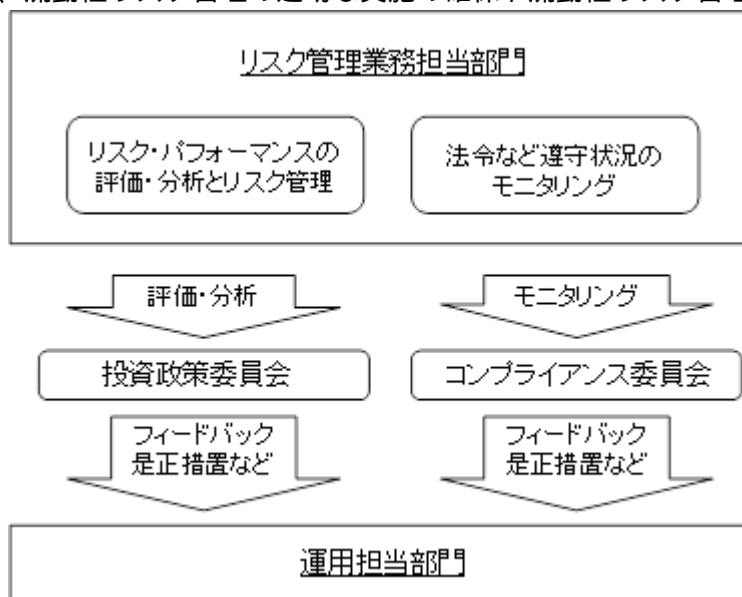 リスク管理業務担当部門
リスク・パフォーマンスの
評価・分析とリスク管理
法令など遵守状況の
モニタリング
評価・分析
モニタリング
投資政策委員会
コンプライアンス委員会
フィードバック
是正措置など
フィードバック
是正措置など
運用担当部門